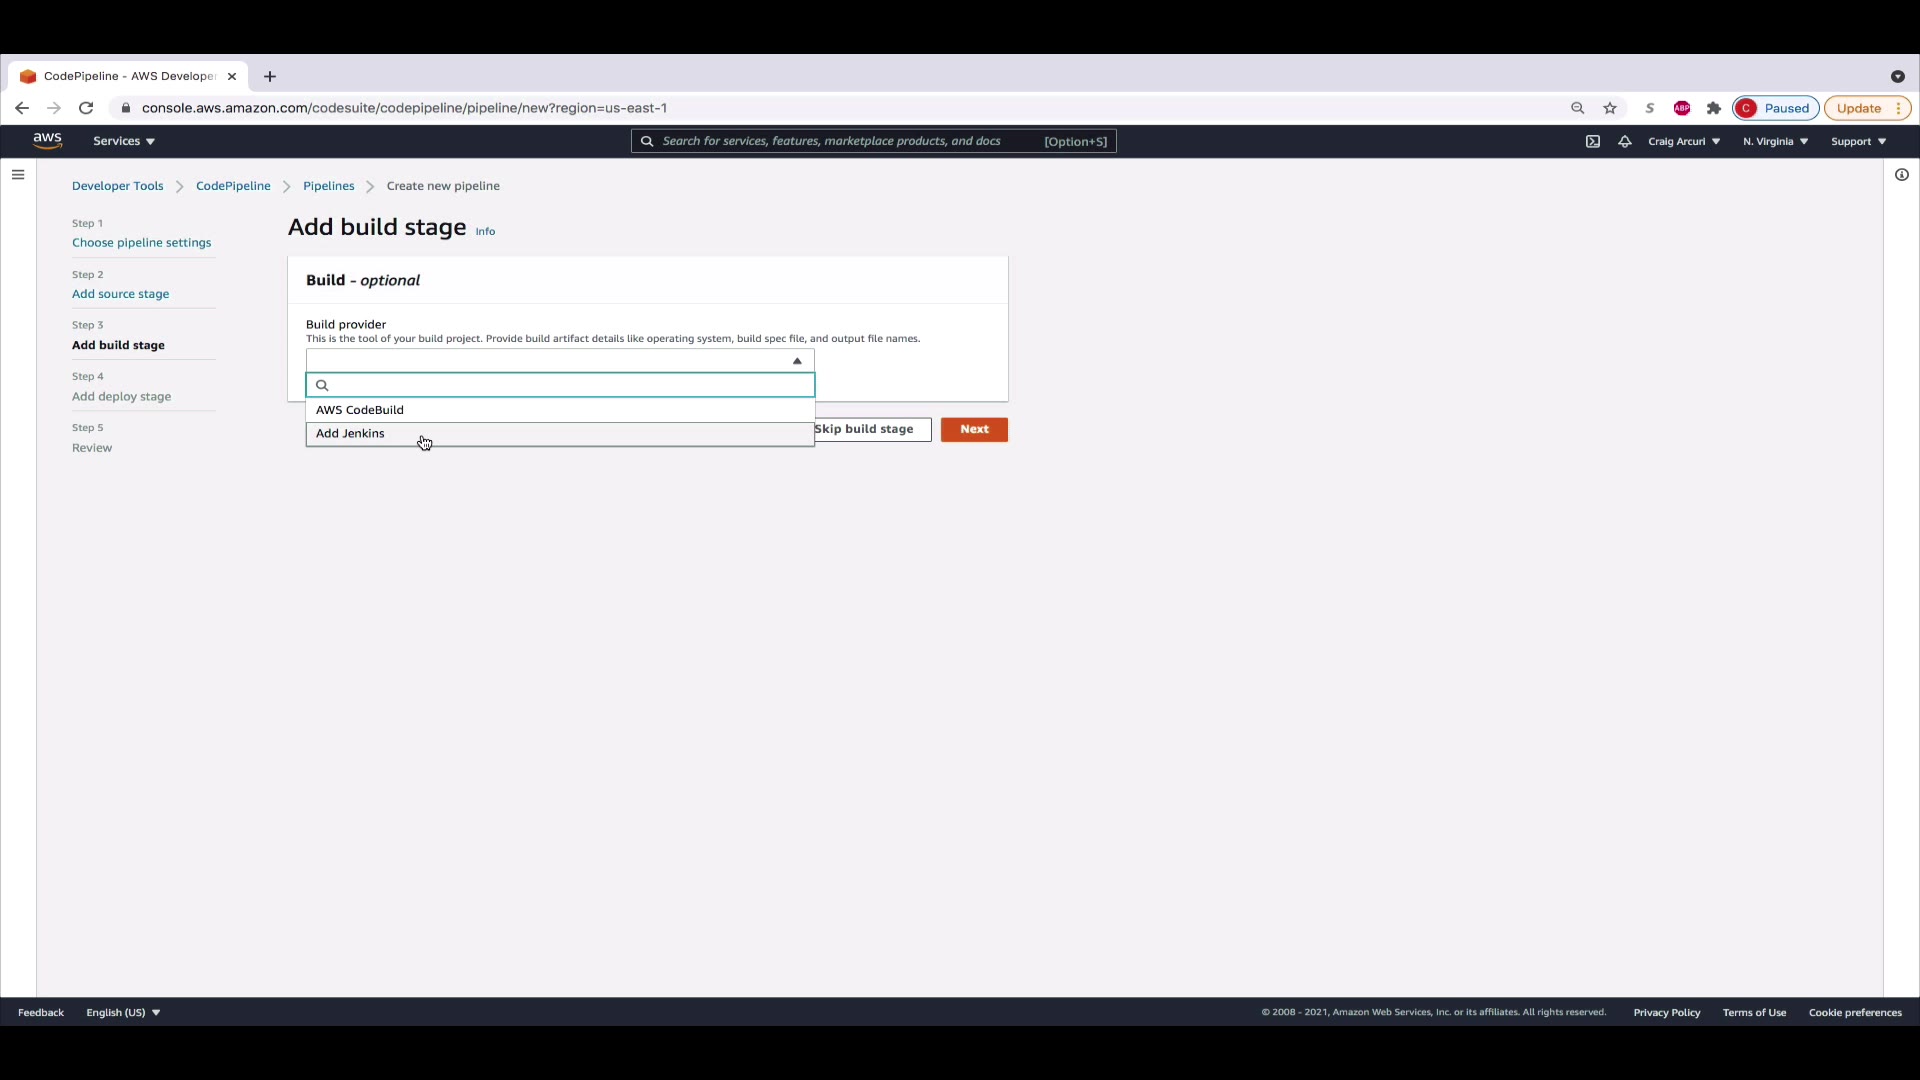 CodePipeline - AWS Developer
console.aws.amazon.com/codesuite/codepipeline/pipeline/new?region=us-east-1
S
ABP
C Paused
Update
aws
Services
Search for services, features, marketplace products, and docs [Option+S]
Craig Arcuri
N. Virginia
Support
Developer Tools
CodePipeline
Pipelines
Create new pipeline
Step 1
Choose pipeline settings
Step 2
Add source stage
Step 3
Add build stage
Step 4
Add deploy stage
Step 5
Review
Add build stage Info
Build - optional
Build provider
This is the tool of your build project. Provide build artifact details like operating system, build spec file, and output file names.
AWS CodeBuild
Add Jenkins
Skip build stage
Next
Feedback
English (US)
© 2008 - 2021, Amazon Web Services, Inc. or its affiliates. All rights reserved.
Privacy Policy
Terms of Use
Cookie preferences